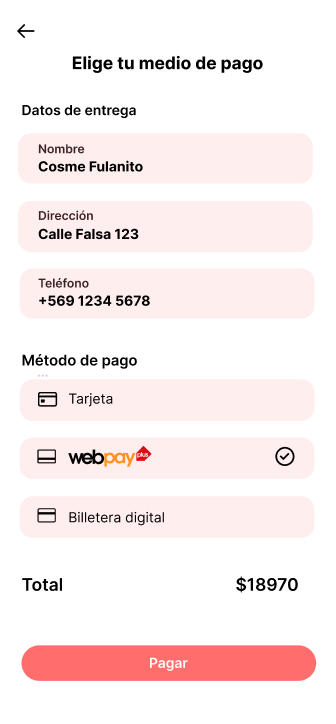 Elige tu medio de pago
Datos de entrega
Nombre
Cosme Fulanito
Dirección
Calle Falsa 123
Teléfono
+569 1234 5678
Método de pago
Tarjeta
webpay plus
Billetera digital
Total $18970
Pagar